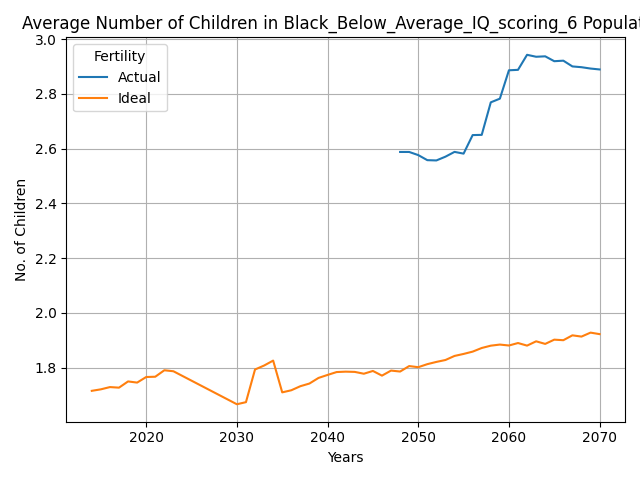 Average Number of Children in Black_Below_Average_IQ_scoring_6 Populat
3.0
2.8
2.6
2.4
2.2
2.0
1.8
No. of Children
Fertility
Actual
Ideal
2020 2030 2040 2050 2060 2070
Years